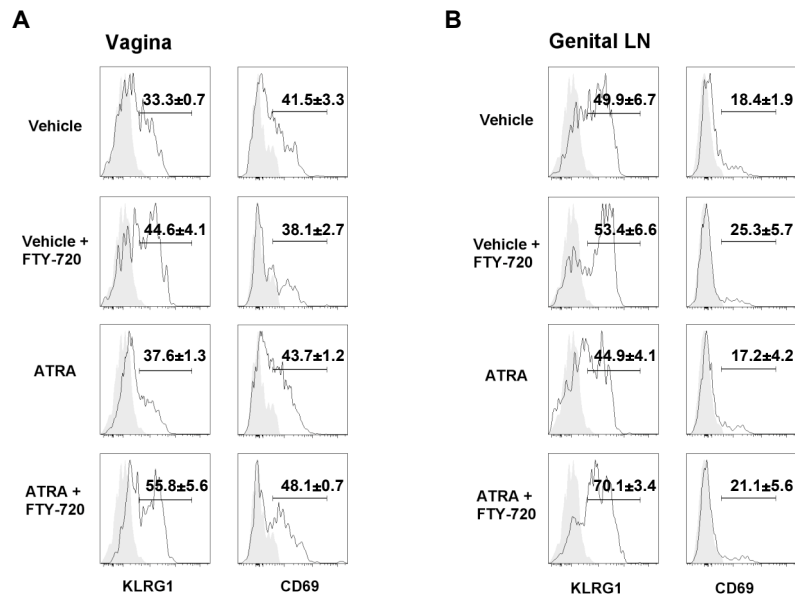 A
Vagina
Vehicle
33.3±0.7
41.5±3.3
Vehicle +
FTY-720
44.6±4.1
38.1±2.7
ATRA
37.6±1.3
43.7±1.2
ATRA +
FTY-720
55.8±5.6
48.1±0.7
KLRG1
CD69
B
Genital LN
Vehicle
49.9±6.7
18.4±1.9
Vehicle +
FTY-720
53.4±6.6
25.3±5.7
ATRA
44.9±4.1
17.2±4.2
ATRA +
FTY-720
70.1±3.4
21.1±5.6
KLRG1
CD69